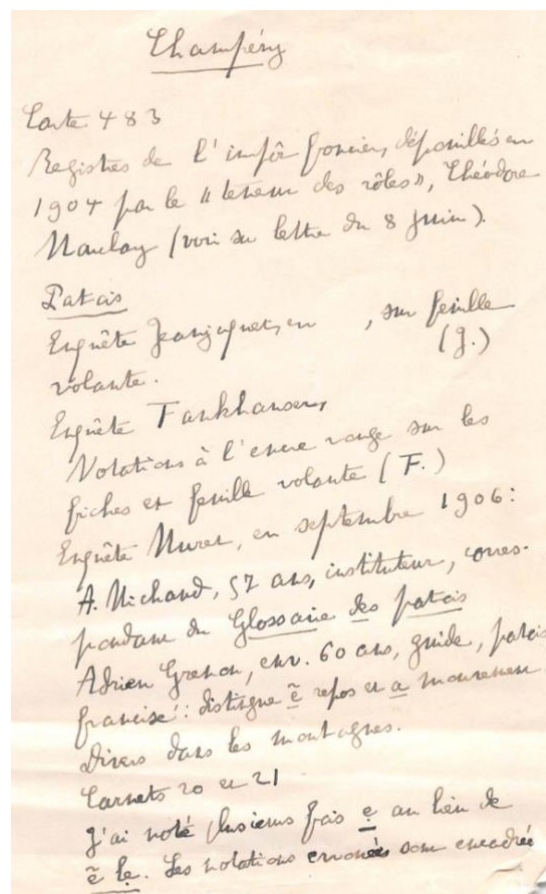 Champéry
Carte 483
Registres de l'impôt foncier, dépouillés en
1904 par le "teneur des rôles", Théodore
(voir sa lettre du 8 juin).
Patois
Enquête Jeanjaquet, en , sur feuille
volante. (J.)
Enquête Fankhauser,
Notations à l'encre rouge sur les
fiches et feuille volante (F.)
Enquête Muret, en septembre 1906:
A. Michaud, 57 ans, instituteur, corres-
pondant du Glossaire des patois
Adrien Grenon, env. 60 ans, guide, patois
francisé: distingue repos et a mouvement
Divers dans les montagnes.
Carnets 20 et 21
J'ai noté plusieurs fois e au lieu de
Les notations erronées sont encadrées